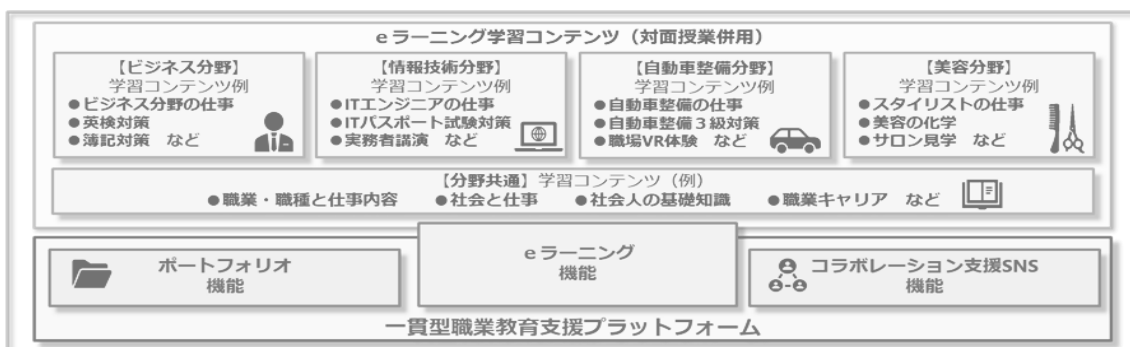 eラーニング学習コンテンツ（対面授業併用）
【ビジネス分野】
学習コンテンツ例
●ビジネス分野の仕事
●英検対策
●簿記対策　など
【情報技術分野】
学習コンテンツ例
●ITエンジニアの仕事
●ITパスポート試験対策
●実務者講演　など
【自動車整備分野】
学習コンテンツ例
●自動車整備の仕事
●自動車整備３級対策
●職場VR体験　など
【美容分野】
学習コンテンツ例
●スタイリストの仕事
●美容の化学
●サロン見学　など
【分野共通】学習コンテンツ（例）
●職業・職種と仕事内容　●社会と仕事　●社会人の基礎知識　●職業キャリア　など
ポートフォリオ
機能
eラーニング
機能
コラボレーション支援SNS
機能
一貫型職業教育支援プラットフォーム